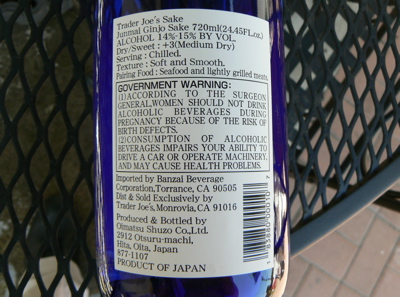 Trader Joe's Sake
Junmai Ginjo Sake 720ml(24.45FL.oz)
ALCOHOL 14%-15% BY VOL.
Dry/Sweet : +3(Medium Dry)
Serving : Chilled.
Texture : Soft and Smooth.
Pairing Food : Seafood and lightly grilled meats.
GOVERNMENT WARNING:
(1)ACCORDING TO THE SURGEON
GENERAL,WOMEN SHOULD NOT DRINK
ALCOHOLIC BEVERAGES DURING
PREGNANCY BECAUSE OF THE RISK OF
BIRTH DEFECTS.
(2)CONSUMPTION OF ALCOHOLIC
BEVERAGES IMPAIRS YOUR ABILITY TO
DRIVE A CAR OR OPERATE MACHINERY,
AND MAY CAUSE HEALTH PROBLEMS.
Imported by Banzai Beverage
Corporation,Torrance, CA 90505
Dist & Sold Exclusively by
Trader Joe's,Monrovia, CA 91016
Produced & Bottled by
Oimatsu Shuzo Co.,Ltd.
2912 Otsuru-machi,
Hita, Oita, Japan
877-1107
PRODUCT OF JAPAN